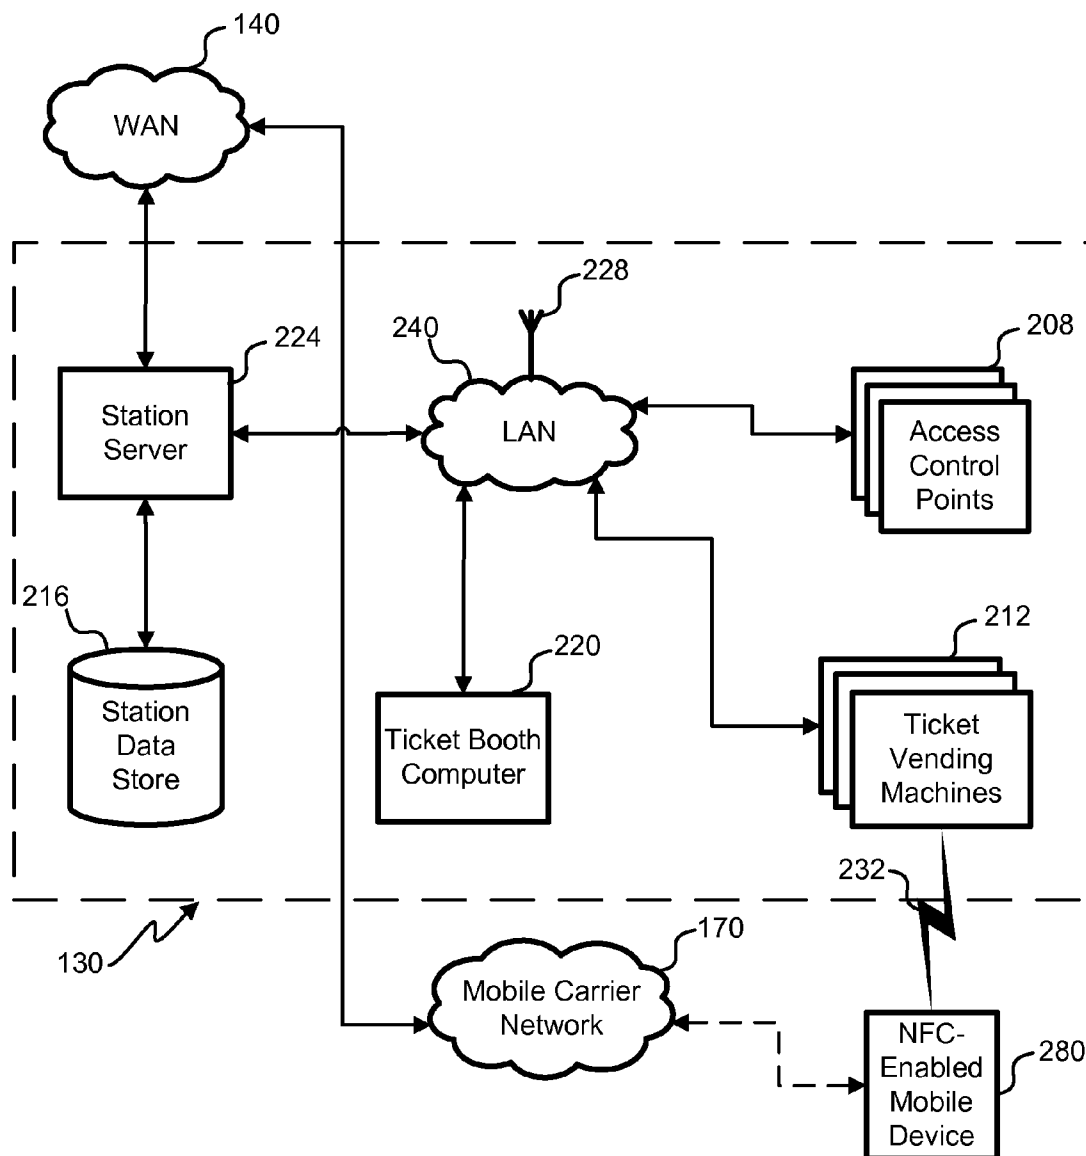 140
WAN
228
224
240
208
Station
Server
LAN
Access
Control
Points
216
220
212
Station
Data
Store
Ticket Booth
Computer
Ticket
Vending
Machines
232
130
170
Mobile Carrier
Network
NFC-
Enabled
Mobile
Device
280